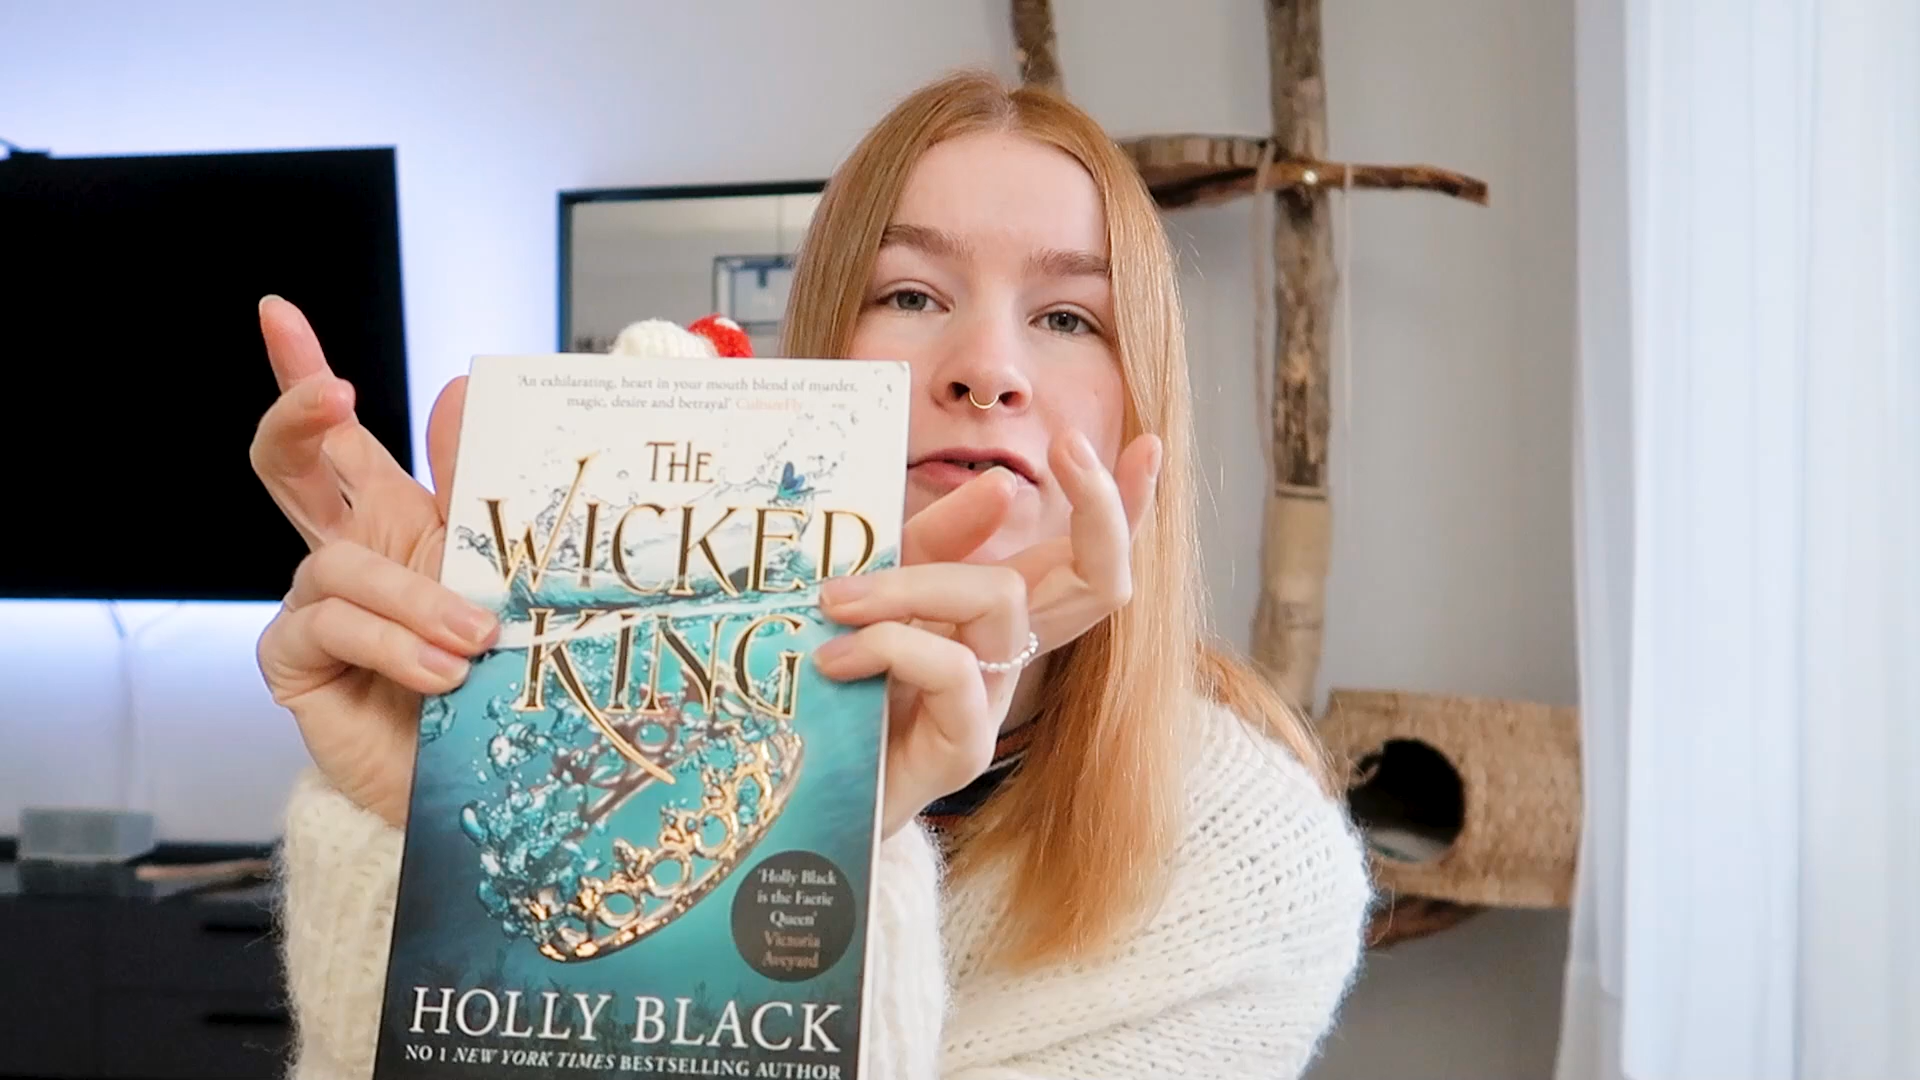 'An exhilarating, heart in your mouth blend of murder,
magic, desire and betrayal' CultureFly
THE
WICKED
KING
'Holly Black
is the Faerie
Queen'
Victoria
Aveyard
HOLLY BLACK
NO 1 NEW YORK TIMES BESTSELLING AUTHOR